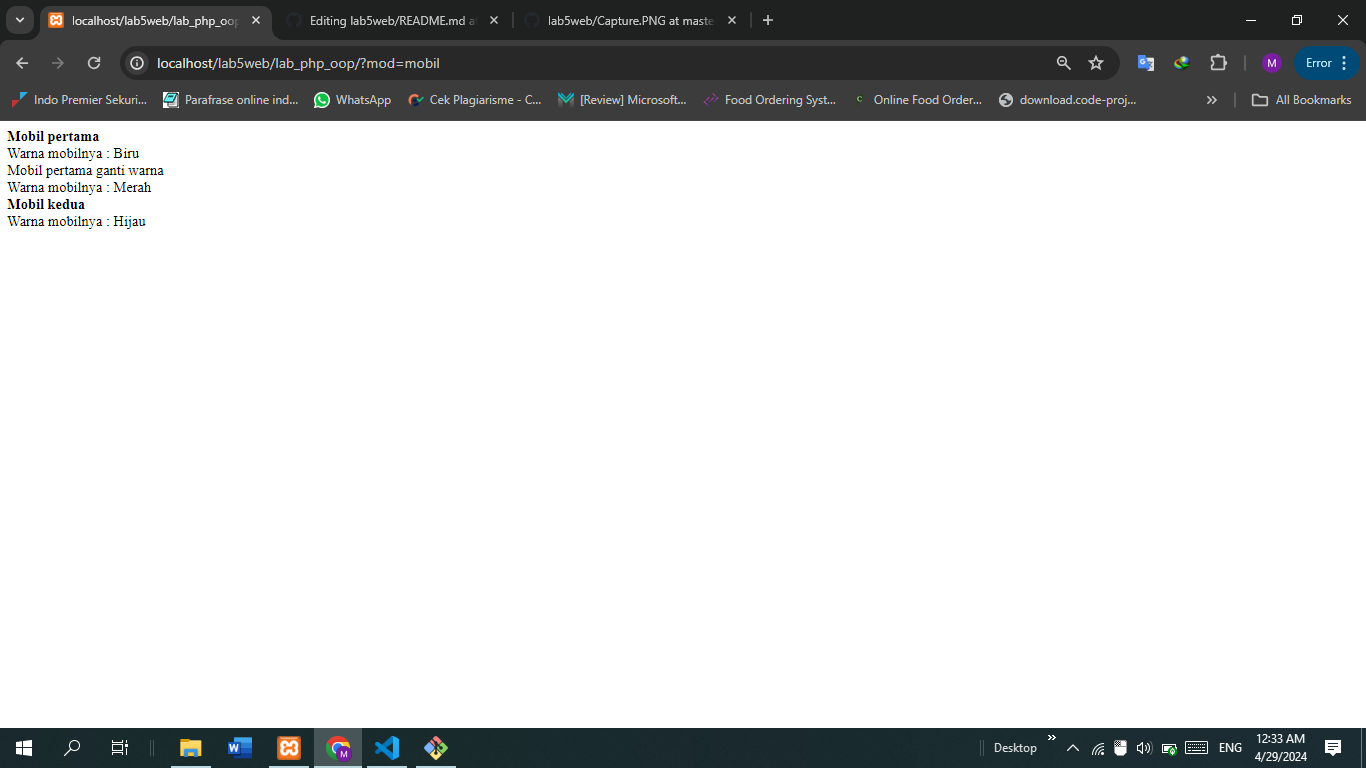 localhost/lab5web/lab_php_oop
Editing lab5web/README.md a
lab5web/Capture.PNG at maste
localhost/lab5web/lab_php_oop/?mod=mobil
M
Error
Indo Premier Sekuri...
Parafrase online ind...
WhatsApp
Cek Plagiarisme - C...
[Review] Microsoft...
Food Ordering Syst...
Online Food Order...
download.code-proj...
All Bookmarks
Mobil pertama
Warna mobilnya : Biru
Mobil pertama ganti warna
Warna mobilnya : Merah
Mobil kedua
Warna mobilnya : Hijau
Desktop
ENG
12:33 AM
4/29/2024